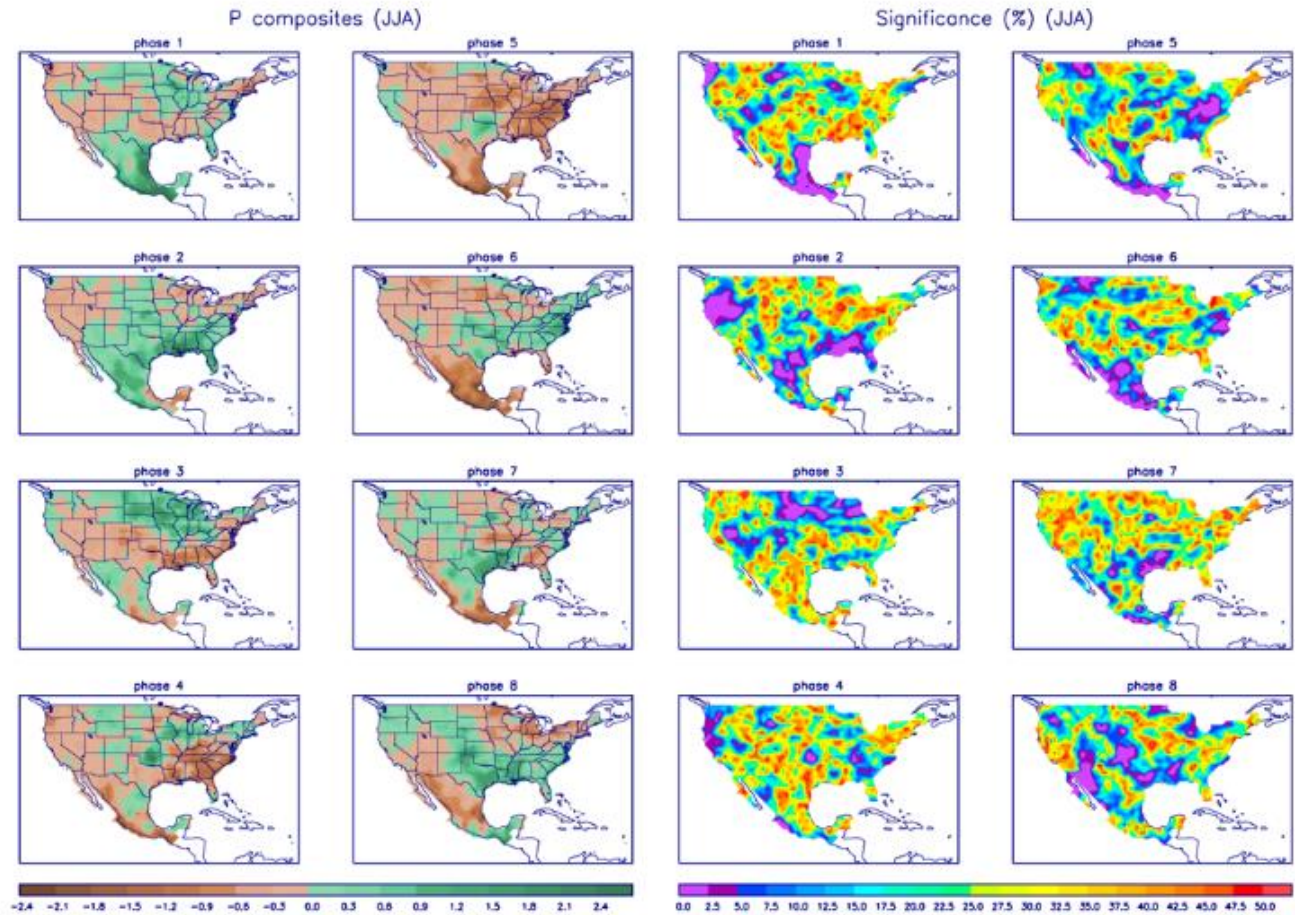 P composites (JJA) Significance (%) (JJA)
phase 1 phase 5 phase 1 phase 5
phase 2 phase 6 phase 2 phase 6
phase 3 phase 7 phase 3 phase 7
phase 4 phase 8 phase 4 phase 8
-2.4 -2.1 -1.8 -1.5 -1.2 -0.9 -0.6 -0.3 0.0 0.3 0.6 0.9 1.2 1.5 1.8 2.1 2.4 0.0 2.5 5.0 7.5 10.0 12.5 15.0 17.5 20.0 22.5 25.0 27.5 30.0 32.5 35.0 37.5 40.0 42.5 45.0 47.5 50.0